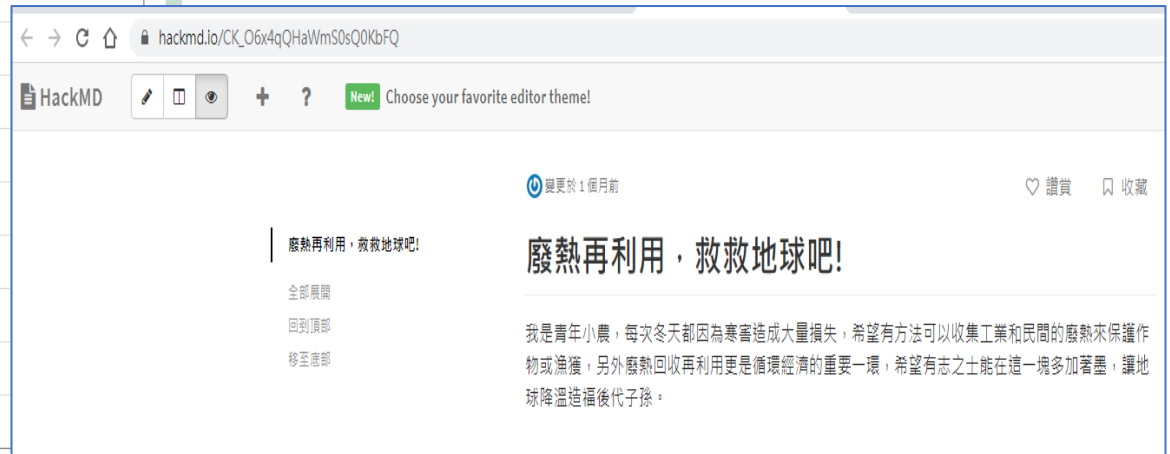 hackmd.io/CK_O6x4qQHaWmS0sQ0KbFQ
HackMD + ? New! Choose your favorite editor theme!
變更於 1 個月前 讚賞 收藏
廢熱再利用，救救地球吧!
全部展開
回到頂部
移至底部
廢熱再利用，救救地球吧!
我是青年小農，每次冬天都因為寒害造成大量損失，希望有方法可以收集工業和民間的廢熱來保護作
物或漁獲，另外廢熱回收再利用更是循環經濟的重要一環，希望有志之士能在這一塊多加著墨，讓地
球降溫造福後代子孫。